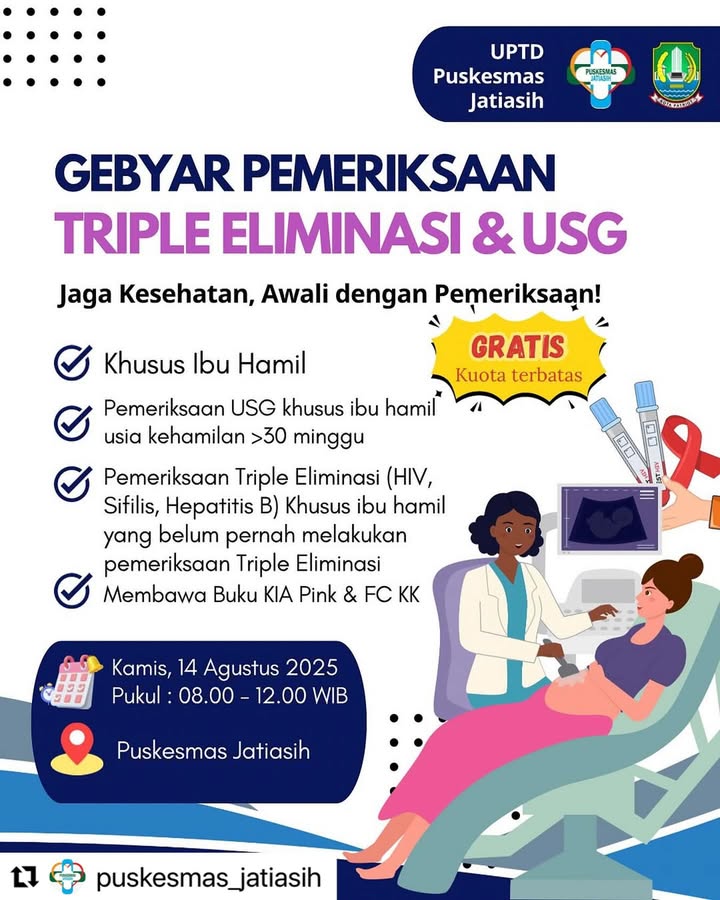 UPTD
Puskesmas
Jatiasih
PUSKESMAS
JATIASIH
KOTA PATRIOT
GEBYAR PEMERIKSAAN
TRIPLE ELIMINASI & USG
Jaga Kesehatan, Awali dengan Pemeriksaan!
GRATIS
Kuota terbatas
Khusus Ibu Hamil
Pemeriksaan USG khusus ibu hamil
usia kehamilan >30 minggu
Pemeriksaan Triple Eliminasi (HIV,
Sifilis, Hepatitis B) Khusus ibu hamil
yang belum pernah melakukan
pemeriksaan Triple Eliminasi
Membawa Buku KIA Pink & FC KK
Kamis, 14 Agustus 2025
Pukul : 08.00 - 12.00 WIB
Puskesmas Jatiasih
puskesmas_jatiasih